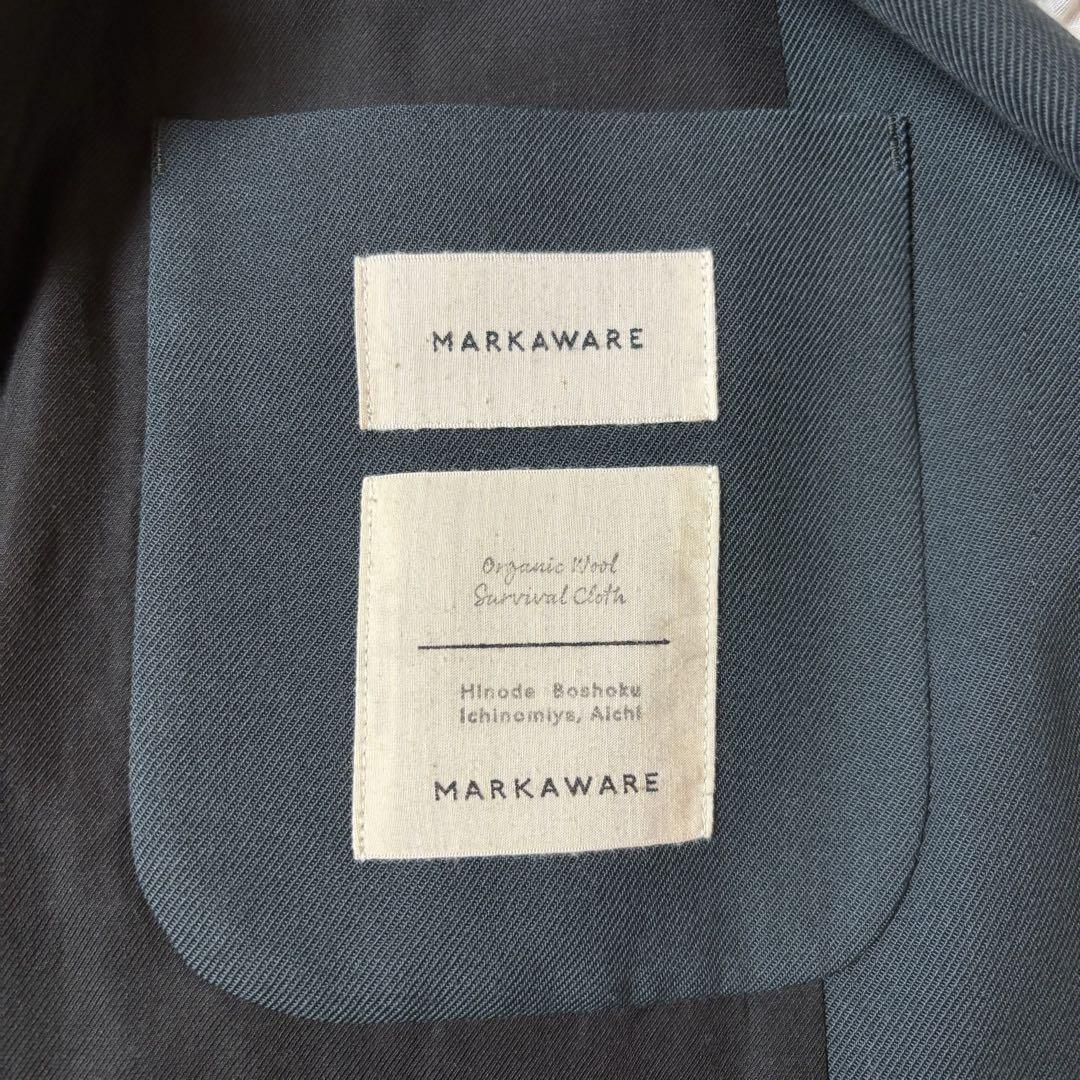 MARKAWARE
Organic Wool
Survival Cloth
Hinode Boshoku
Ichinomiya, Aichi
MARKAWARE